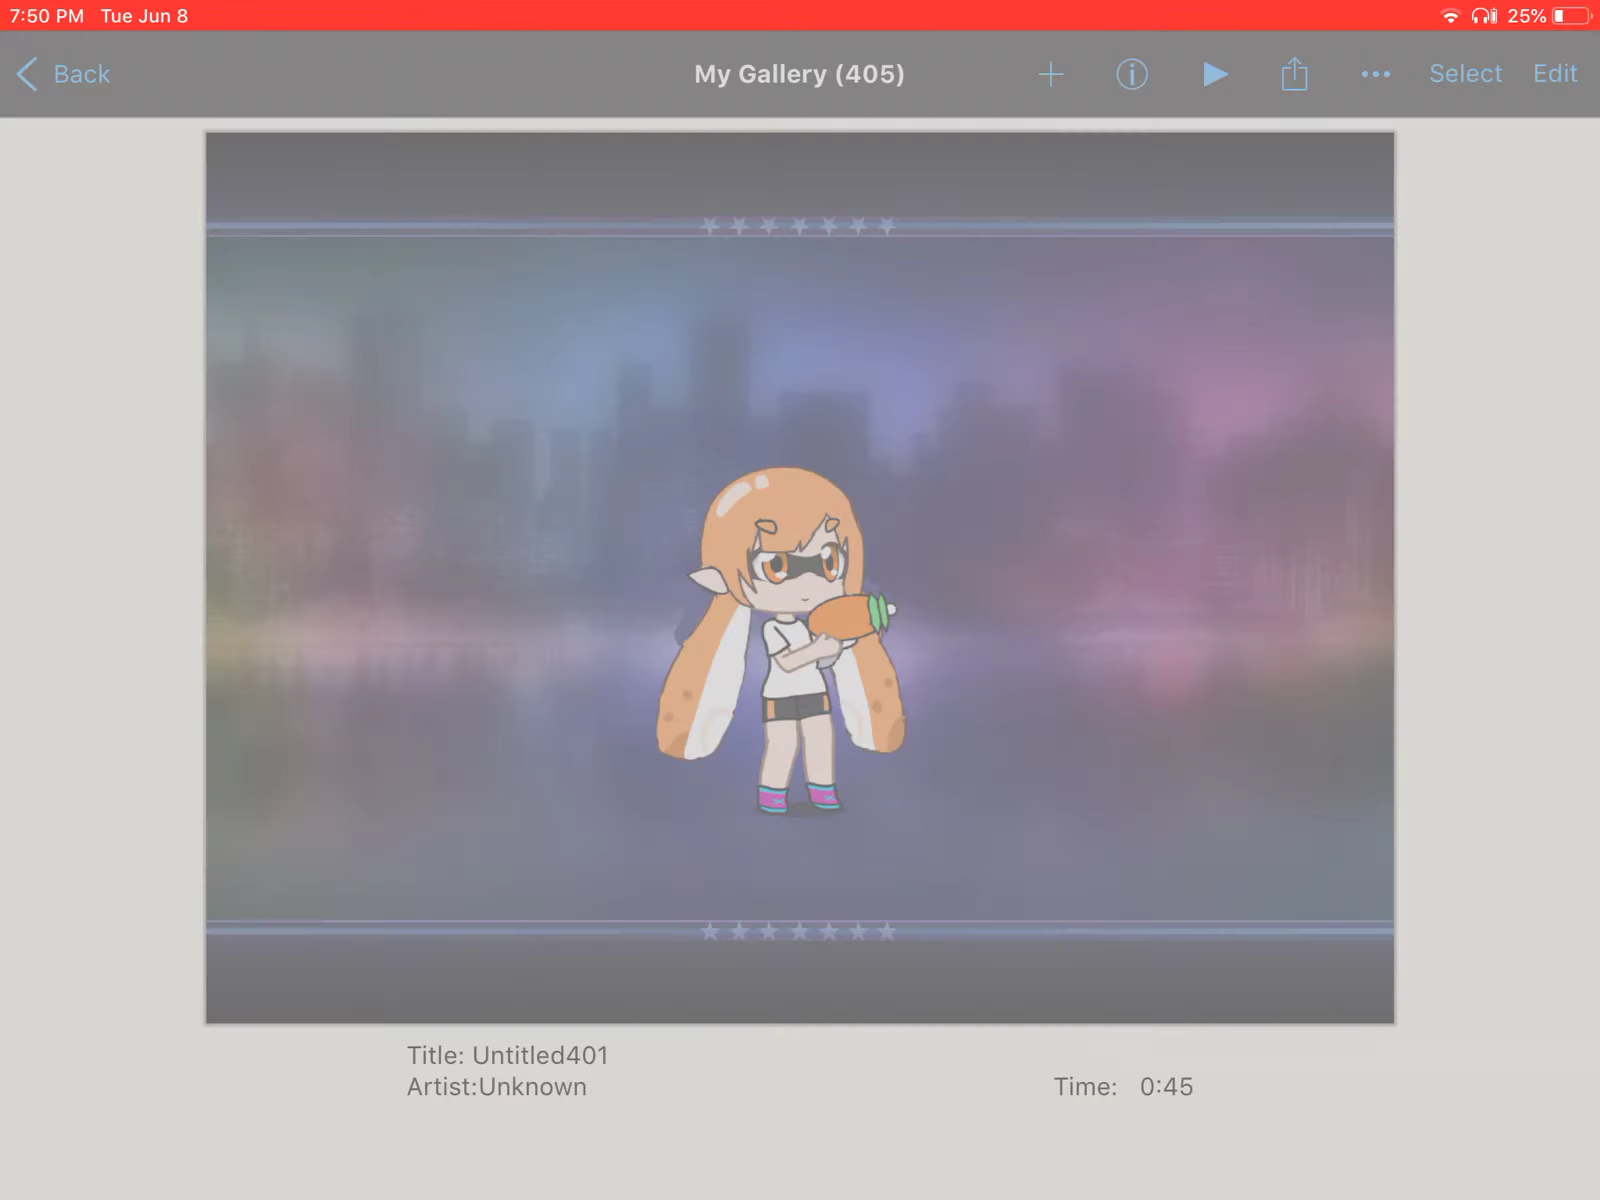 7:50 PM Tue Jun 8
25%
Back
My Gallery (405)
Select
Edit
Title: Untitled401
Artist:Unknown
Time: 0:45